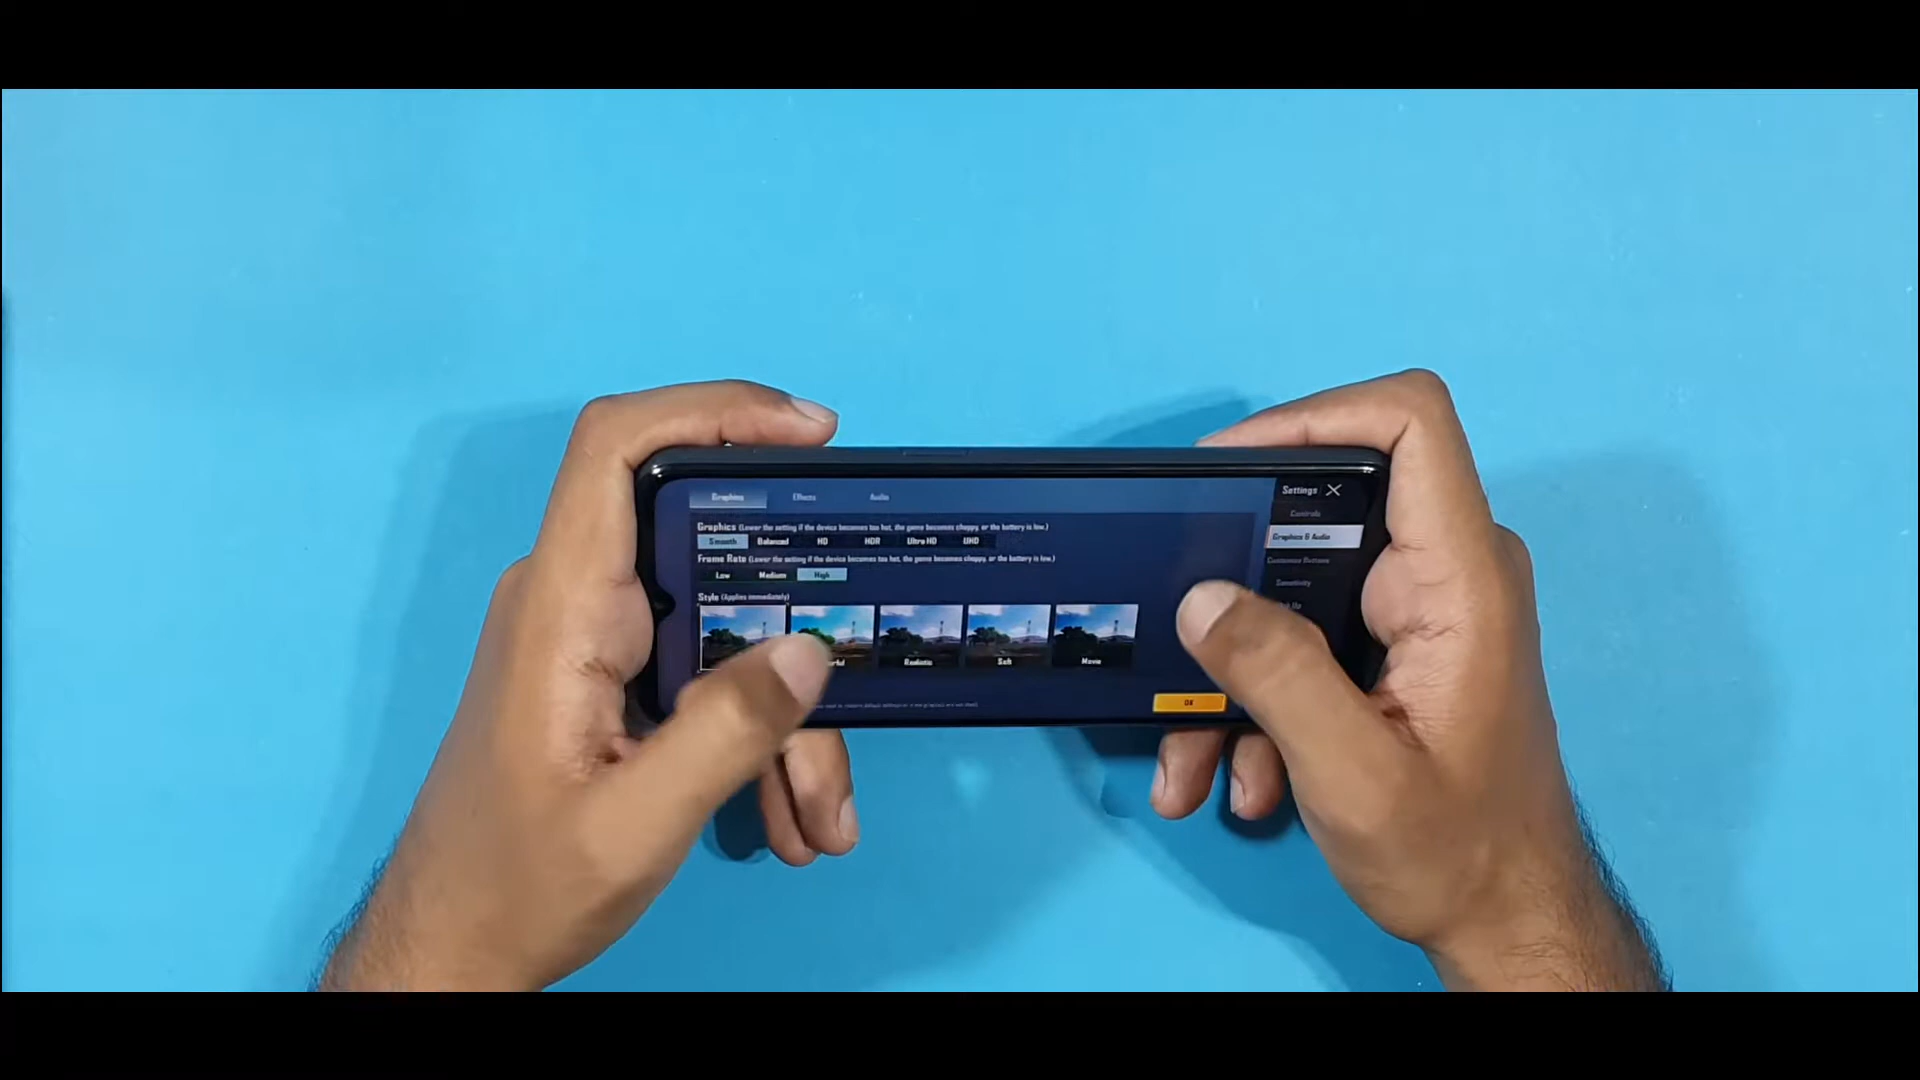 Graphics Effects Audio
Settings X
Controls
Graphics (Lower the setting if the device becomes too hot, the game becomes choppy, or the battery is low.)
Graphics & Audio
Smooth Balanced HD HDR Ultra HD UHD
Frame Rate (Lower the setting if the device becomes too hot, the game becomes choppy, or the battery is low.)
Customize Buttons
Low Medium High
Sensitivity
Style (Applies immediately)
Realistic Soft Movie
OK